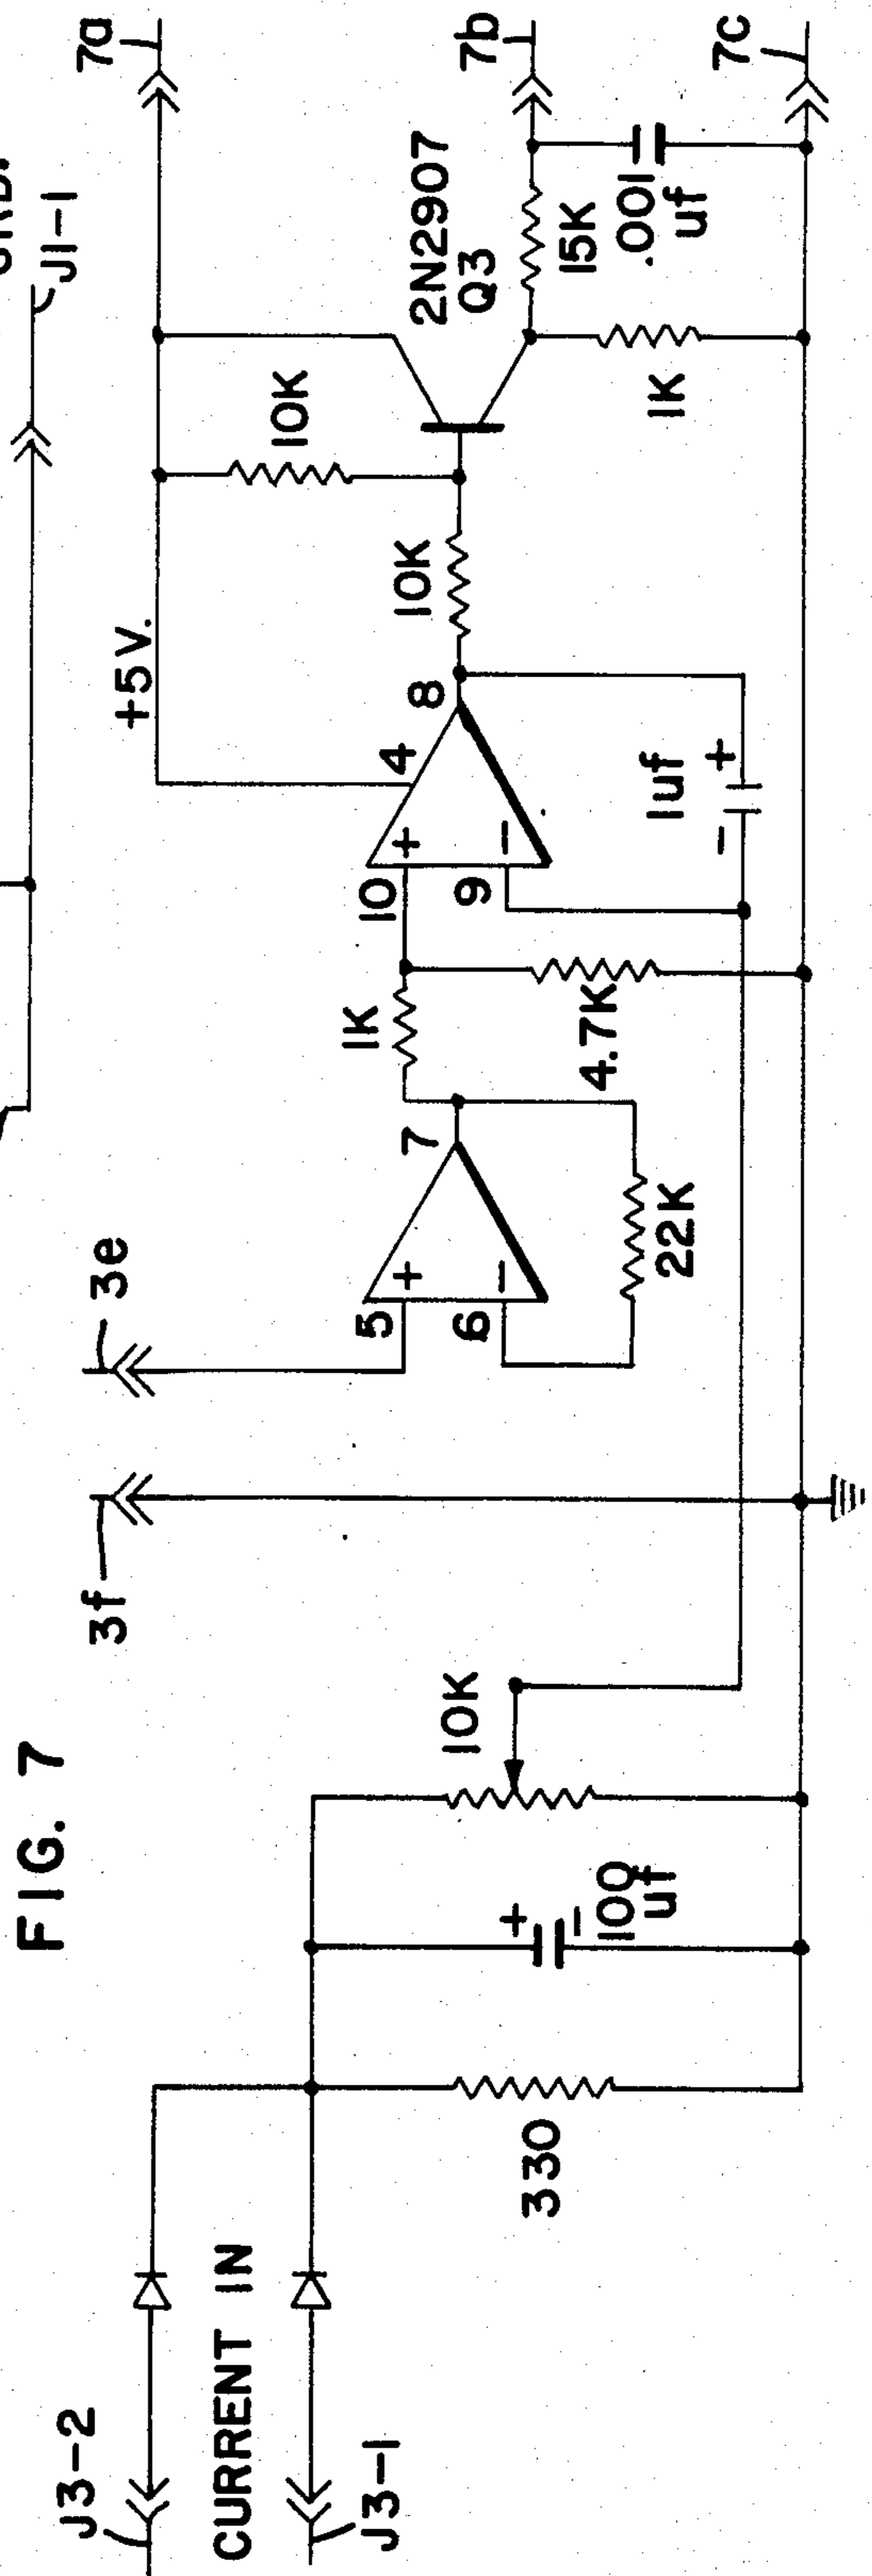 FIG. 7
J1-1
7a
+5V.
10K
2N2907
Q3
7b
15K
.001
uf
7c
1K
10K
8
4
+
-
10
9
1uf
+
-
1K
4.7K
7
+
-
5
6
22K
3e
3f
10K
+
-
100
uf
330
J3-2
CURRENT IN
J3-1